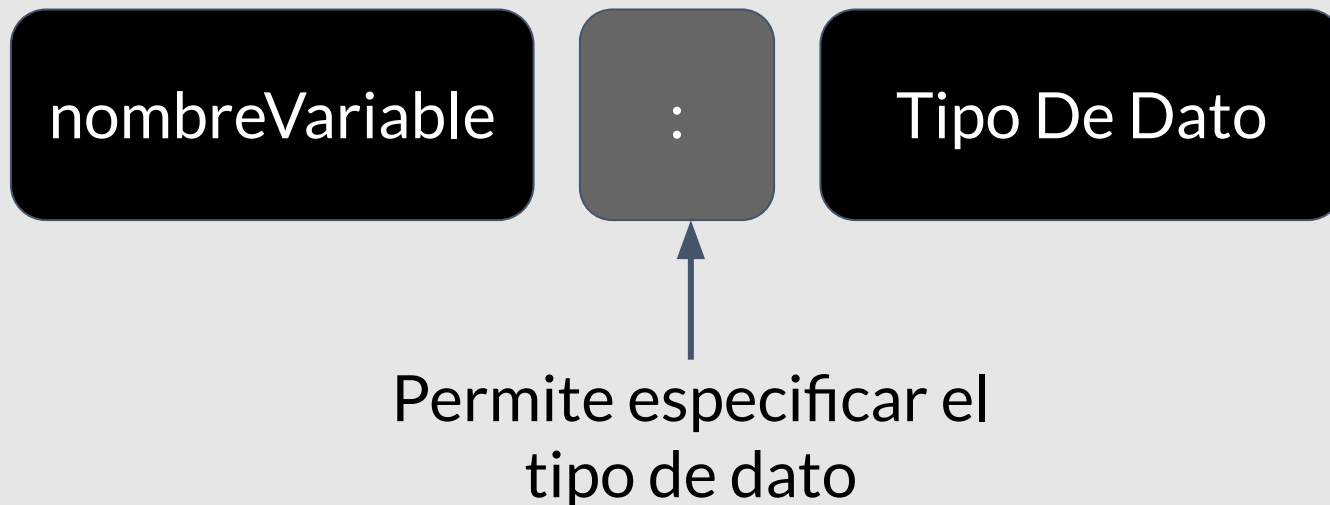 nombreVariable : Tipo De Dato
Permite especificar el
tipo de dato